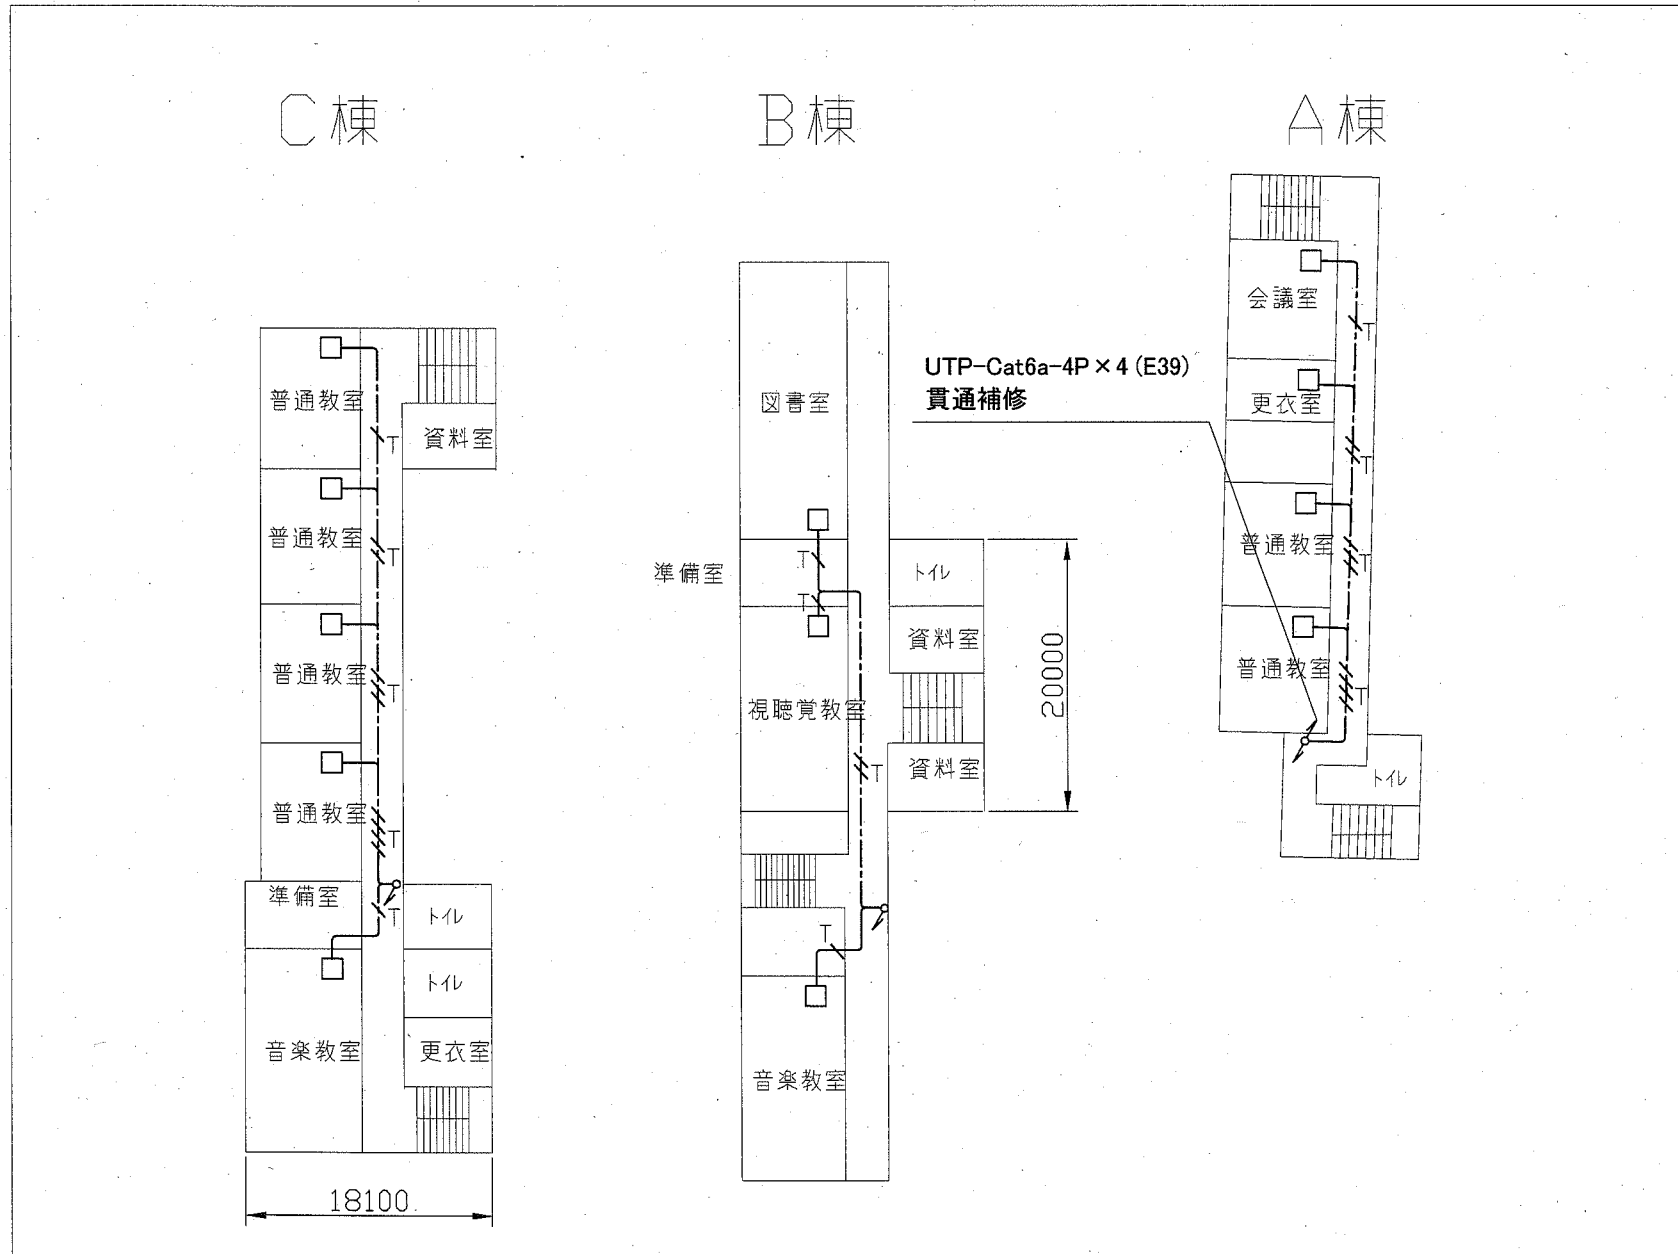 C棟
B棟
A棟
普通教室
資料室
普通教室
普通教室
普通教室
準備室
音楽教室
トイレ
トイレ
更衣室
18100
T
T
T
T
T
図書室
準備室
視聴覚教室
音楽教室
トイレ
資料室
資料室
20000
T
T
T
T
UTP-Cat6a-4P×4(E39)
貫通補修
会議室
更衣室
普通教室
普通教室
トイレ
T
T
T
T